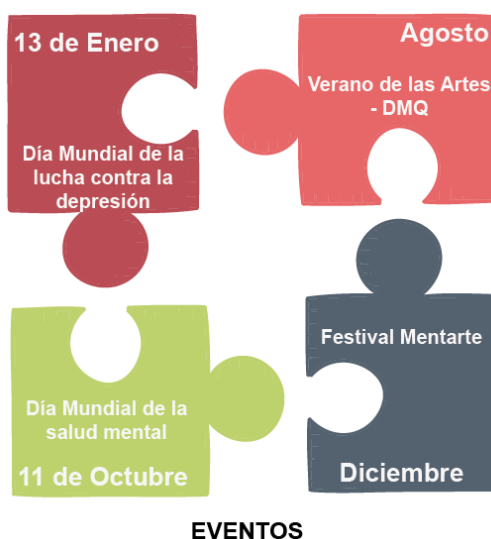 13 de Enero
Día Mundial de la
lucha contra la
depresión
Agosto
Verano de las Artes
- DMQ
Día Mundial de la
salud mental
11 de Octubre
Festival Mentarte
Diciembre
EVENTOS